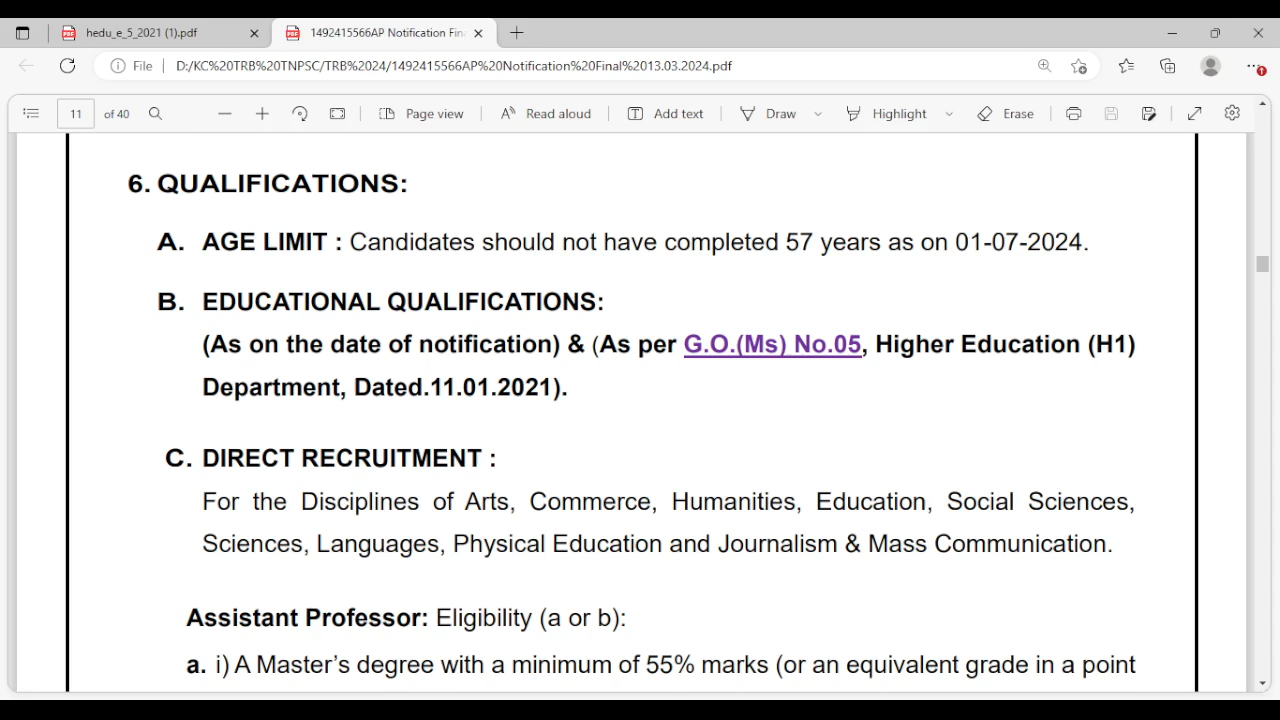 hedu_e_5_2021 (1).pdf
1492415566AP Notification Fin
File
D:/KC%20TRB%20TNPSC/TRB%2024/1492415566AP%20Notification%20Final%2013.03.2024.pdf
11 of 40
Page view
Read aloud
Add text
Draw
Highlight
Erase
6. QUALIFICATIONS:
A. AGE LIMIT : Candidates should not have completed 57 years as on 01-07-2024.
B. EDUCATIONAL QUALIFICATIONS:
(As on the date of notification) & (As per G.O.(Ms) No.05, Higher Education (H1)
Department, Dated.11.01.2021).
C. DIRECT RECRUITMENT :
For the Disciplines of Arts, Commerce, Humanities, Education, Social Sciences,
Sciences, Languages, Physical Education and Journalism & Mass Communication.
Assistant Professor: Eligibility (a or b):
a. i) A Master’s degree with a minimum of 55% marks (or an equivalent grade in a point